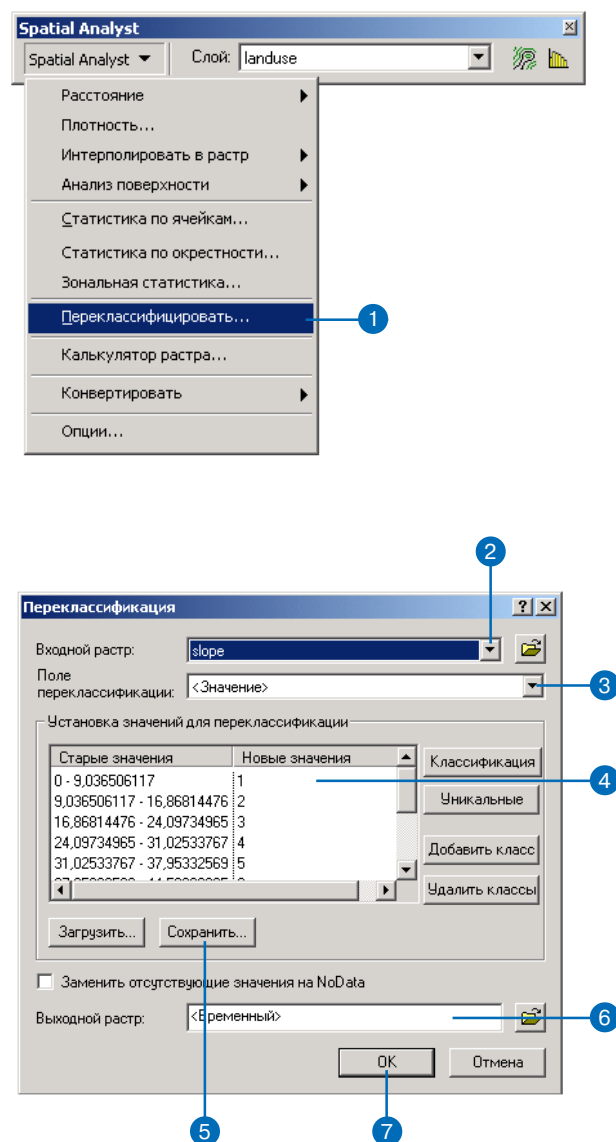 Spatial Analyst
Spatial Analyst Слой: landuse
Расстояние
Плотность...
Интерполировать в растр
Анализ поверхности
Статистика по ячейкам...
Статистика по окрестности...
Зональная статистика...
Переклассифицировать... 1
Калькулятор растра...
Конвертировать
Опции...
2
Переклассификация
Входной растр: slope
Поле
переклассификации: <Значение> 3
Установка значений для переклассификации
Старые значения Новые значения Классификация
0 - 9,036506117 1 4
9,036506117 - 16,86814476 2 Уникальные
16,86814476 - 24,09734965 3
24,09734965 - 31,02533767 4 Добавить класс
31,02533767 - 37,95332569 5
Удалить классы
Загрузить... Сохранить...
Заменить отсутствующие значения на NoData
Выходной растр: <Временный> 6
OK Отмена
5 7